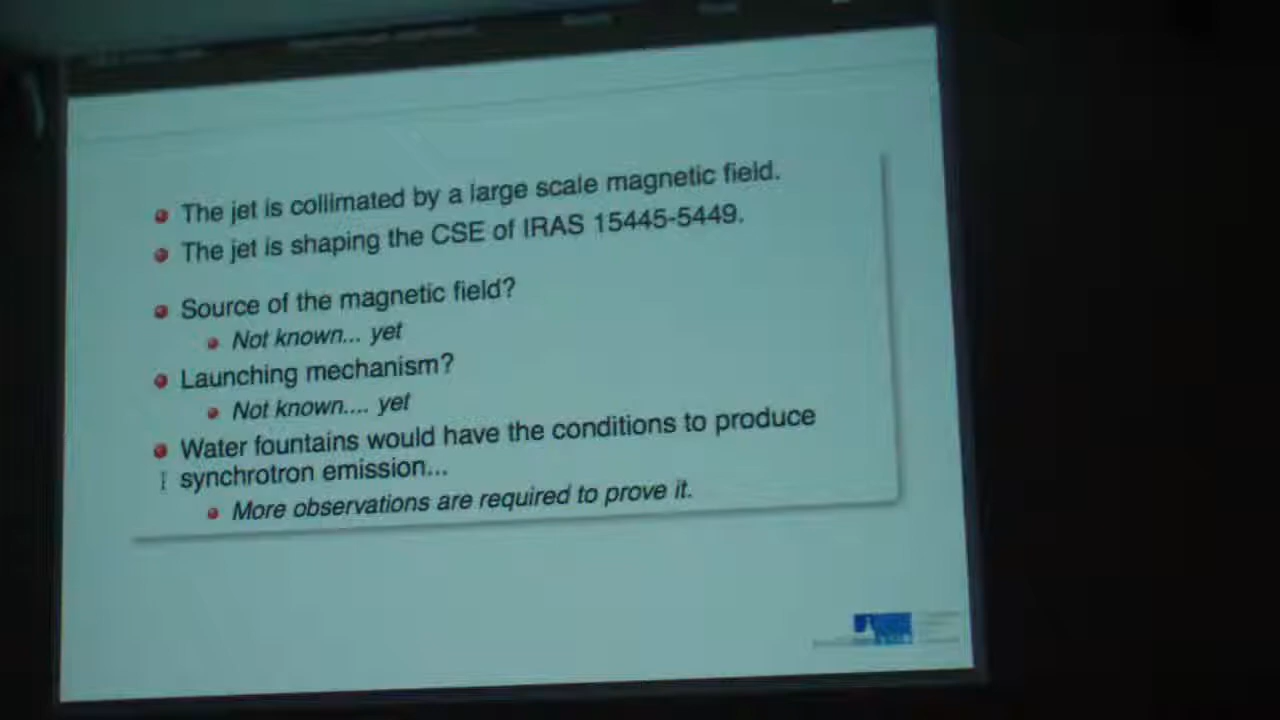 The jet is collimated by a large scale magnetic field.
The jet is shaping the CSE of IRAS 15445-5449.
Source of the magnetic field?
Not known... yet
Launching mechanism?
Not known.... yet
Water fountains would have the conditions to produce
synchrotron emission...
More observations are required to prove it.